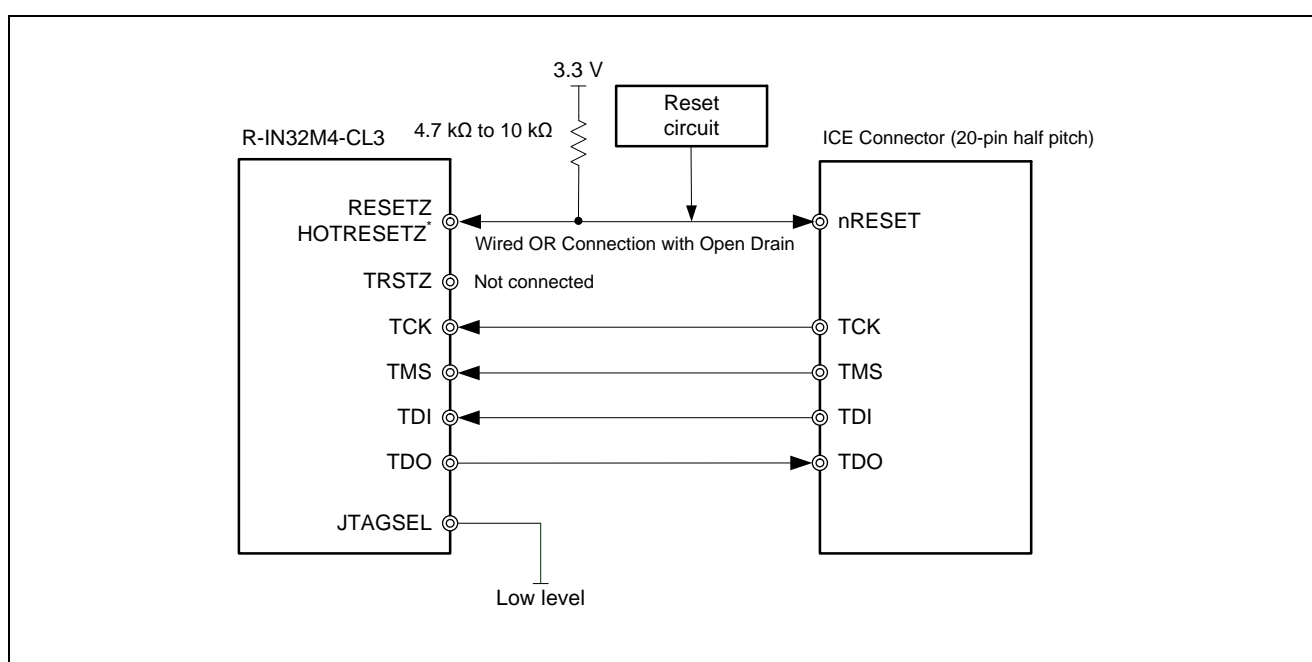 3.3 V
Reset
circuit
4.7 kΩ to 10 kΩ
R-IN32M4-CL3
ICE Connector (20-pin half pitch)
RESETZ
HOTRESETZ*
nRESET
Wired OR Connection with Open Drain
TRSTZ
Not connected
TCK
TCK
TMS
TMS
TDI
TDI
TDO
TDO
JTAGSEL
Low level